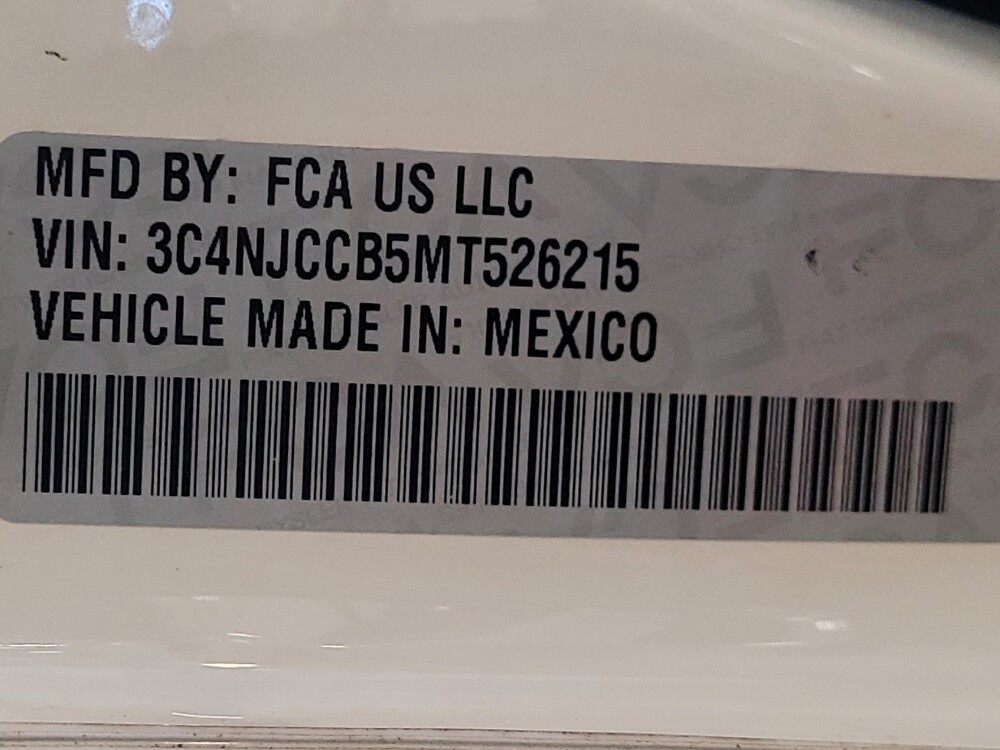 MFD BY: FCA US LLC
VIN: 3C4NJCCB5MT526215
VEHICLE MADE IN: MEXICO